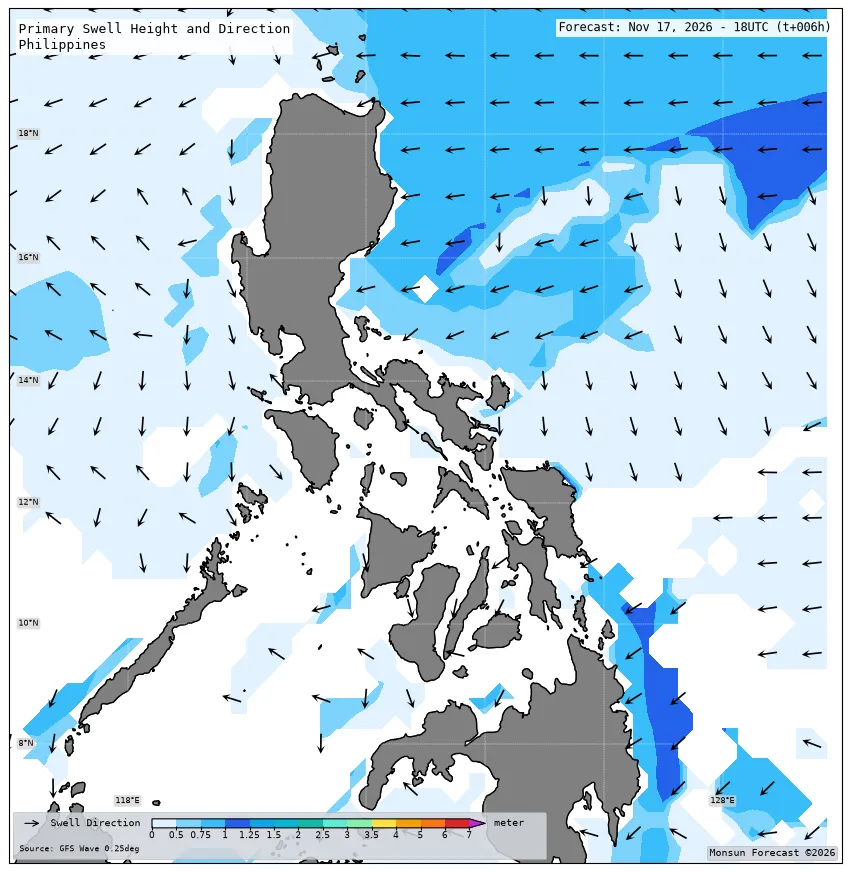 Primary Swell Height and Direction
Philippines
Forecast: Nov 17, 2026 - 18UTC (t+006h)
18°N
16°N
14°N
12°N
10°N
8°N
118°E
128°E
Swell Direction
0 0.5 0.75 1 1.25 1.5 2 2.5 3 3.5 4 5 6 7
meter
Source: GFS Wave 0.25deg
Monsun Forecast ©2026